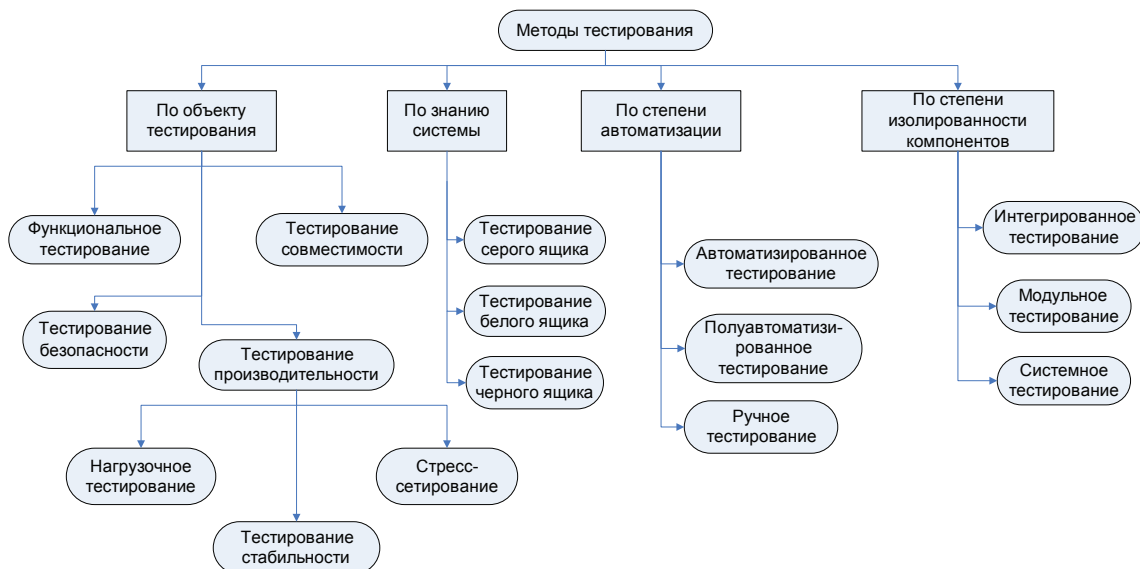 Методы тестирования
По объекту
тестирования
По знанию
системы
По степени
автоматизации
По степени
изолированности
компонентов
Функциональное
тестирование
Тестирование
совместимости
Тестирование
безопасности
Тестирование
производительности
Нагрузочное
тестирование
Стресс-
сетирование
Тестирование
стабильности
Тестирование
серого ящика
Тестирование
белого ящика
Тестирование
черного ящика
Автоматизированное
тестирование
Полуавтоматизи-
рованное
тестирование
Ручное
тестирование
Интегрированное
тестирование
Модульное
тестирование
Системное
тестирование